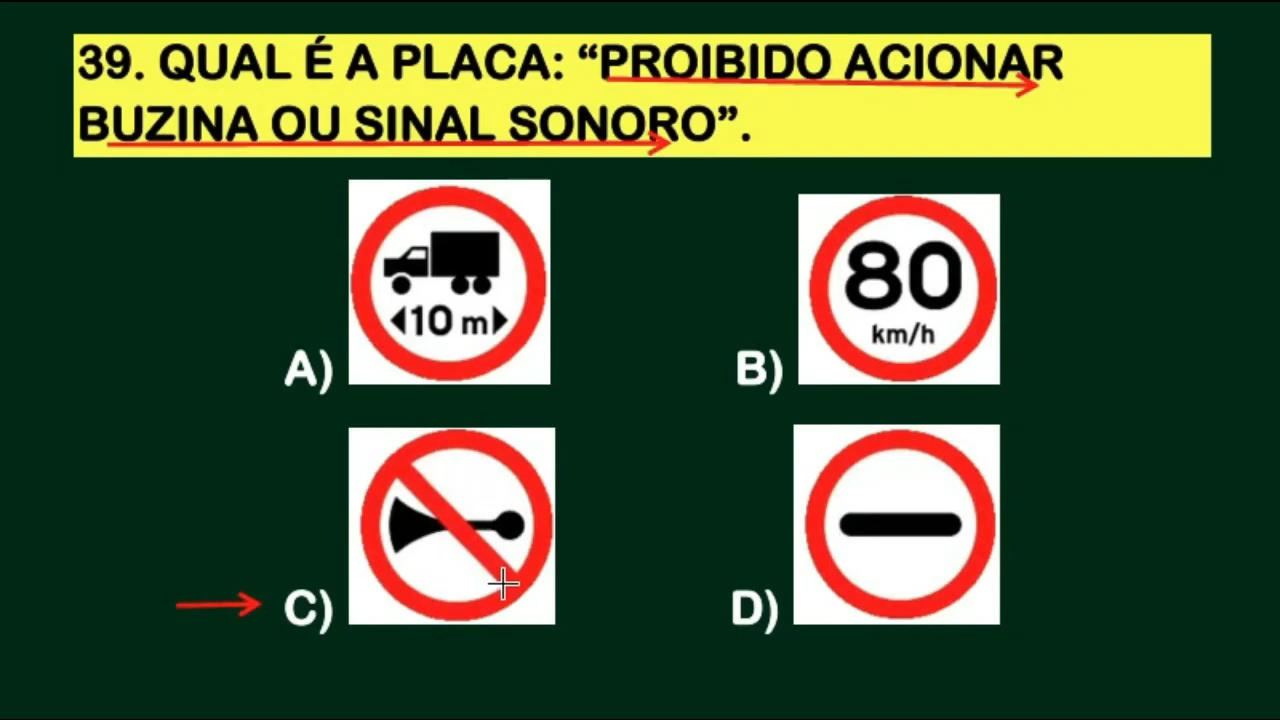 39. QUAL É A PLACA: “PROIBIDO ACIONAR
BUZINA OU SINAL SONORO”.
10 m
A)
80
km/h
B)
C)
D)